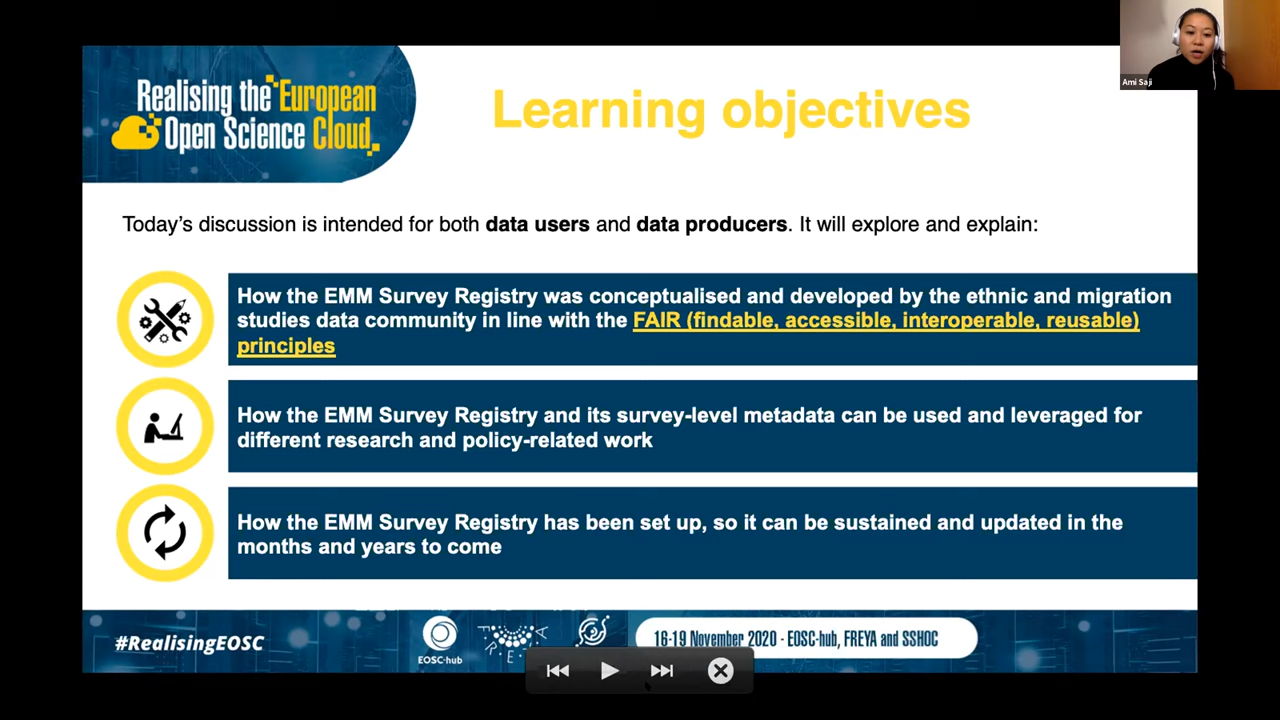 Realising the European
Open Science Cloud
Learning objectives
Ami Saji
Today's discussion is intended for both data users and data producers. It will explore and explain:
How the EMM Survey Registry was conceptualised and developed by the ethnic and migration
studies data community in line with the FAIR (findable, accessible, interoperable, reusable)
principles
How the EMM Survey Registry and its survey-level metadata can be used and leveraged for
different research and policy-related work
How the EMM Survey Registry has been set up, so it can be sustained and updated in the
months and years to come
#RealisingEOSC
EOSC-hub
16-19 November 2020 - EOSC-hub, FREYA and SSHOC